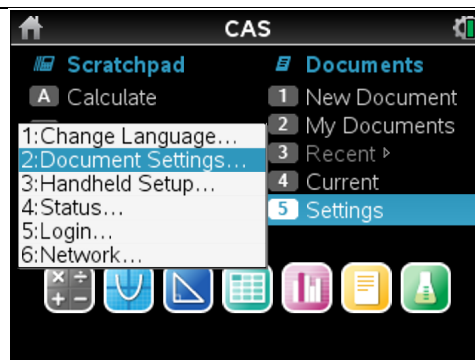 CAS
Scratchpad
A Calculate
1:Change Language...
2:Document Settings...
3:Handheld Setup...
4:Status...
5:Login...
6:Network...
Documents
1 New Document
2 My Documents
3 Recent ▹
4 Current
5 Settings